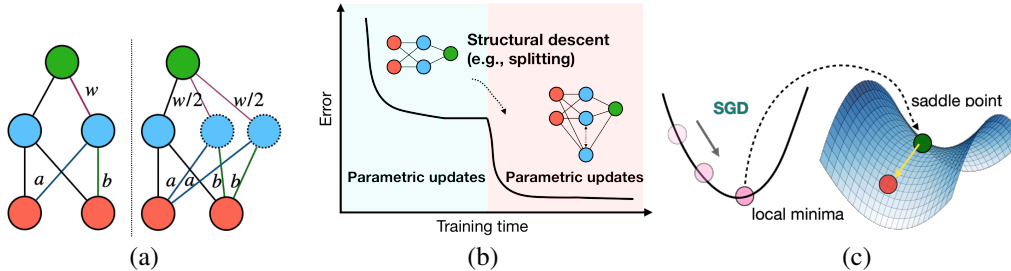 w
a
b
w/2
w/2
a
a
b
b
(a)
Error
Structural descent
(e.g., splitting)
Parametric updates
Parametric updates
Training time
(b)
SGD
saddle point
local minima
(c)